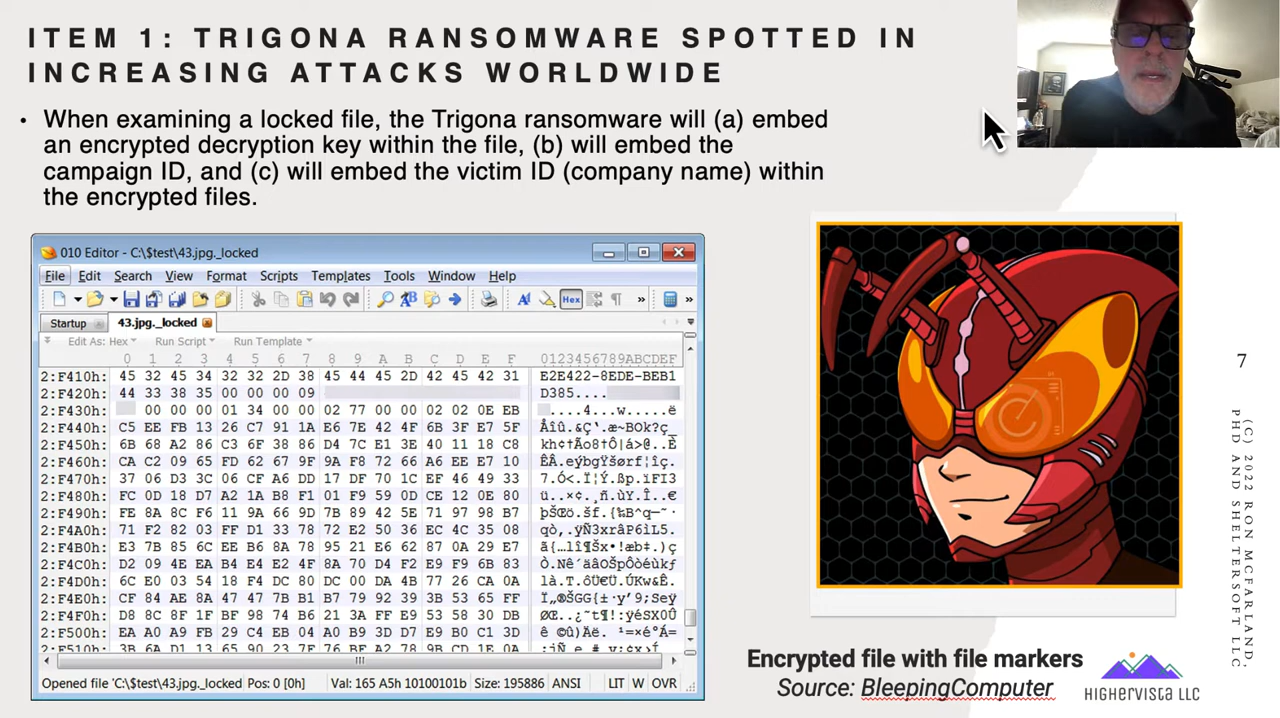 ITEM 1: TRIGONA RANSOMWARE SPOTTED IN
INCREASING ATTACKS WORLDWIDE
• When examining a locked file, the Trigona ransomware will (a) embed
an encrypted decryption key within the file, (b) will embed the
campaign ID, and (c) will embed the victim ID (company name) within
the encrypted files.
010 Editor - C:\$test\43.jpg._locked
File Edit Search View Format Scripts Templates Tools Window Help
Hex
Startup 43.jpg._locked
Edit As: Hex Run Script Run Template
0 1 2 3 4 5 6 7 8 9 A B C D E F 0123456789ABCDEF
2:F410h: 45 32 45 34 32 32 2D 38 45 44 45 2D 42 45 42 31 E2E422-8EDE-BEB1
2:F420h: 44 33 38 35 00 00 00 09 D385....
2:F430h: 00 00 00 01 34 00 00 02 77 00 00 02 02 0E EB ....4...w.....ë
2:F440h: C5 EE FB 13 26 C7 91 1A E6 7E 42 4F 6B 3F E7 5F
2:F450h: 6B 68 A2 86 C3 6F 38 86 D4 7C E1 3E 40 11 18 C8
2:F460h: CA C2 09 65 FD 62 67 9F 9A F8 72 66 A6 EE E7 10
2:F470h: 37 06 D3 3C 06 CF A6 DD 17 DF 70 1C EF 46 49 33
2:F480h: FC 0D 18 D7 A2 1A B8 F1 01 F9 59 0D CE 12 0E 80
2:F490h: FE 8A 8C F6 11 9A 66 9D 7E 89 42 5E 71 97 98 B7
2:F4A0h: 71 F2 82 03 FF D1 33 78 72 E2 50 36 EC 4C 35 08
2:F4B0h: E3 7B 85 6C EE B6 8A 78 95 21 E6 62 87 0A 29 E7
2:F4C0h: D2 09 4E EA B4 E4 E2 4F 8A 70 D4 F2 E9 FA 6B 83
2:F4D0h: 6C E0 03 54 18 F4 DC 80 DC 00 DA 4B 77 26 CA 0A
2:F4E0h: CF 84 AE 8A 47 47 7B B1 B7 79 92 39 3B 53 65 FF
2:F4F0h: D8 8C 8F 1F BF 98 74 B6 21 3A FF E9 53 58 30 DB
2:F500h: EA A0 A9 FB 29 C4 EB 04 A0 B9 3D D7 E9 B0 C1 3D
2:F510h:
Opened file 'C:\$test\43.jpg._locked Pos: 0 [0h] Val: 165 A5h Size: 195886 ANSI LIT W OVR
7
(C) 2022 RON MCFARLAND,
PHD AND SHELTERSOFT LLC.
Encrypted file with file markers
Source: BleepingComputer
HIGHERVISTA LLC